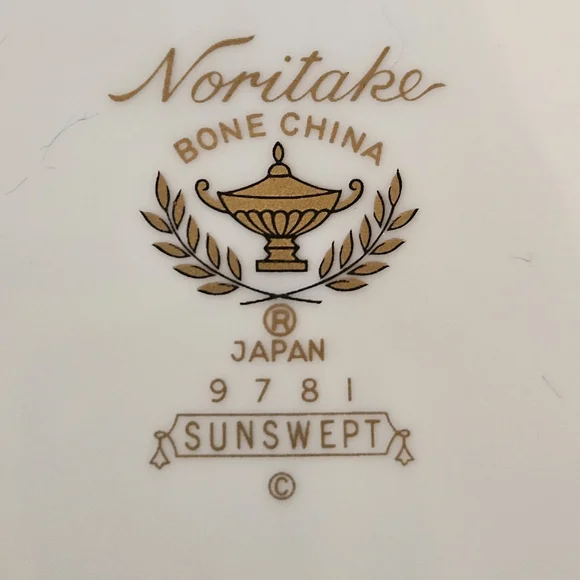 Noritake
BONE CHINA
®
JAPAN
9781
SUNSWEPT
©